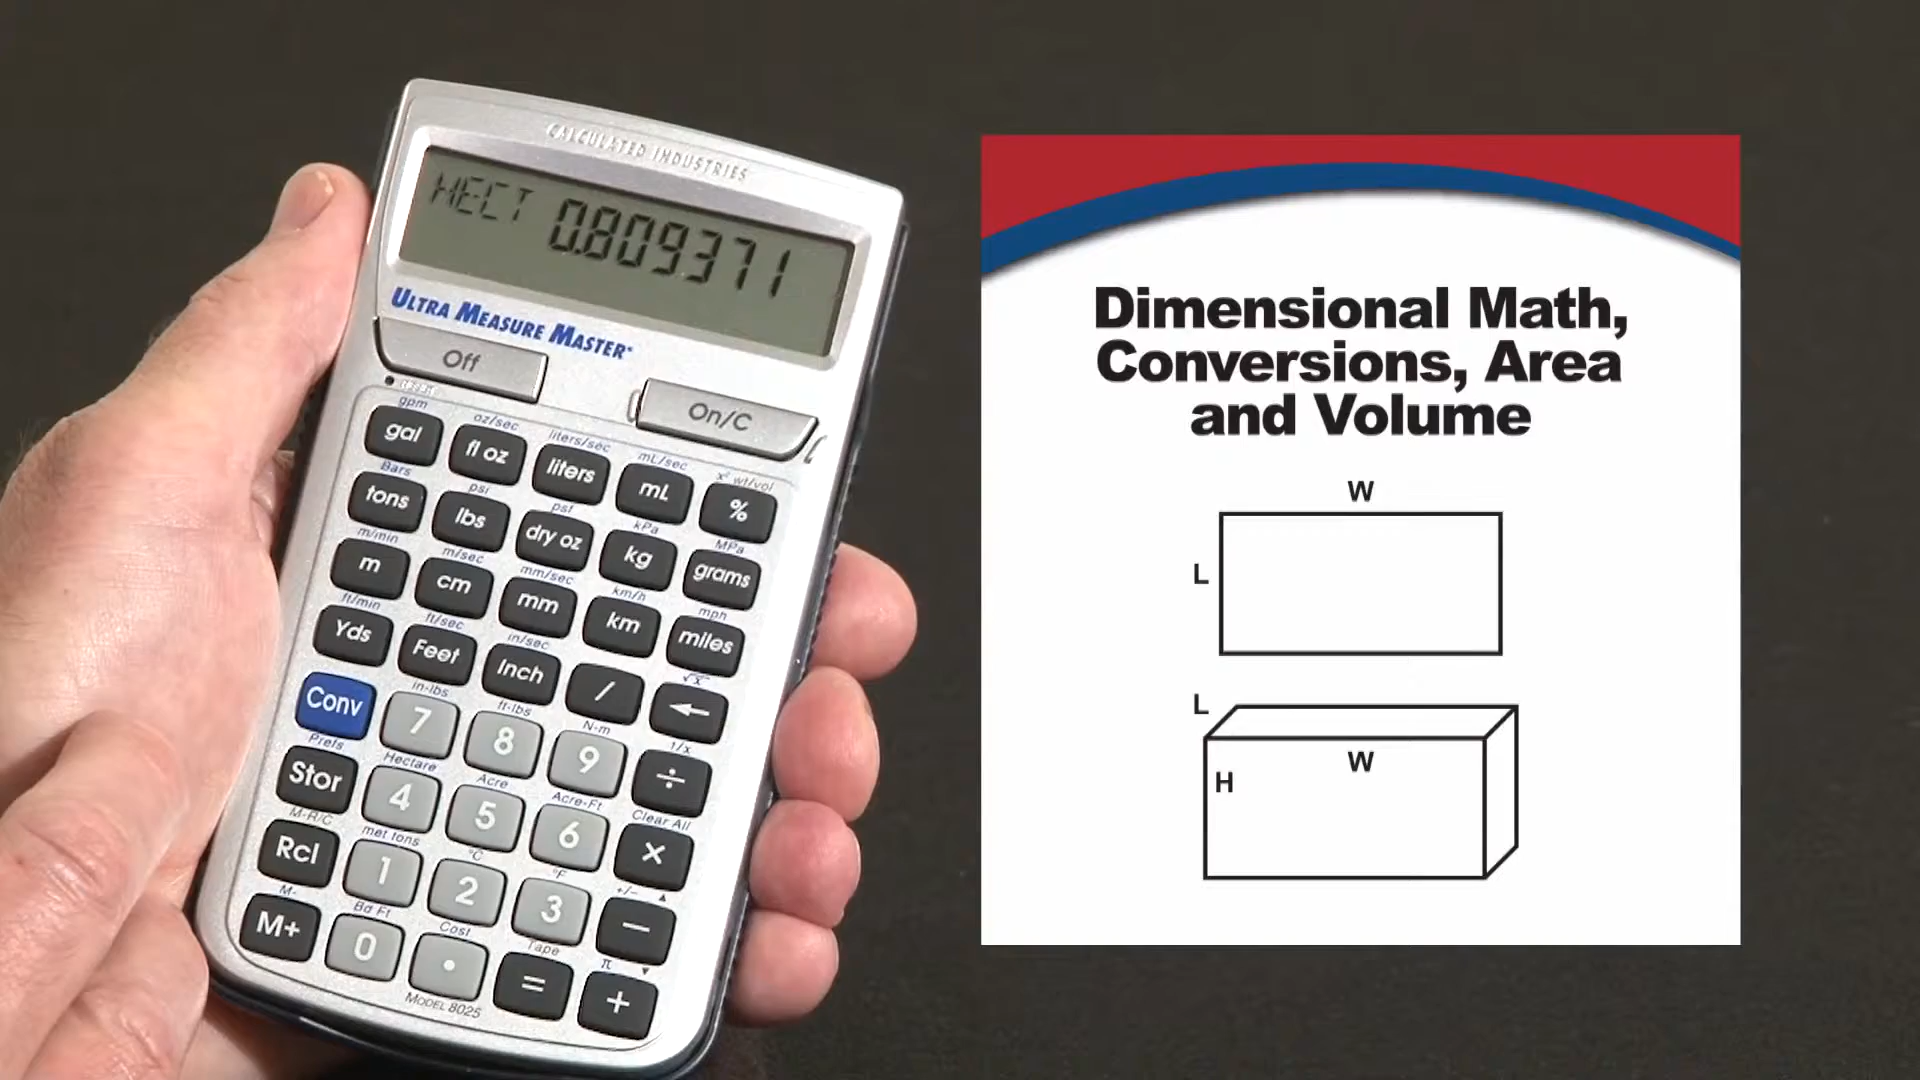 CALCULATED INDUSTRIES
HECT 0.809371
ULTRA MEASURE MASTER
Off
On/C
RESET
gpm oz/sec liters/sec mL/sec x² wt/vol
gal fl oz liters mL %
Bars psi psf kPa MPa
tons lbs dry oz kg grams
m/min m/sec mm/sec km/h mph
m cm mm km miles
ft/min ft/sec in/sec √x
Yds Feet Inch / ←
in-lbs ft-lbs N-m 1/x
Conv 7 8 9 ÷
Prefs Hectare Acre Acre-Ft Clear All
Stor 4 5 6 ×
M-R/C met tons °C °F +/-
Rcl 1 2 3 −
M- Bd Ft Cost Tape π
M+ 0 . = +
MODEL 8025
Dimensional Math,
Conversions, Area
and Volume
W
L
L
W
H